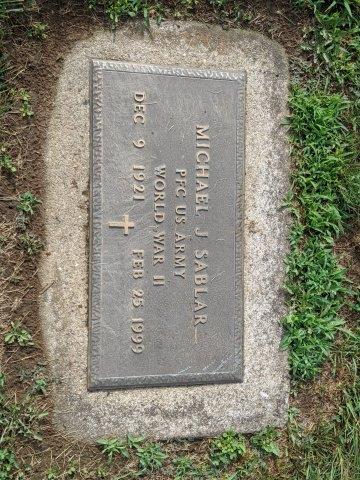 MICHAEL J SABLAR
PFC US ARMY
WORLD WAR II
DEC 9 1921 FEB 25 1999